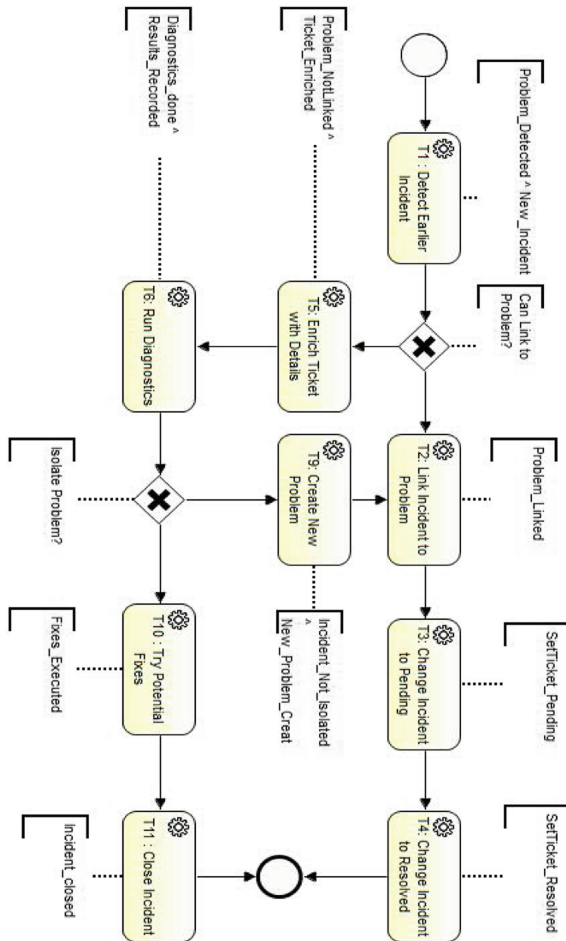 Problem_Detected ^ New_Incident
Can Link to
Problem?
Problem_Linked
SetTicket_Pending
SetTicket_Resolved
T1 : Detect Earlier
Incident
T2: Link Incident to
Problem
T3: Change Incident
to Pending
T4: Change Incident
to Resolved
Problem_NotLinked ^
Ticket_Enriched
T5: Enrich Ticket
with Details
T9: Create New
Problem
Incident_Not_Isolated
^
New_Problem_Creat
Diagnostics_done ^
Results_Recorded
T6: Run Diagnostics
T10 : Try Potential
Fixes
T11 : Close Incident
Isolate Problem?
Fixes_Executed
Incident_closed